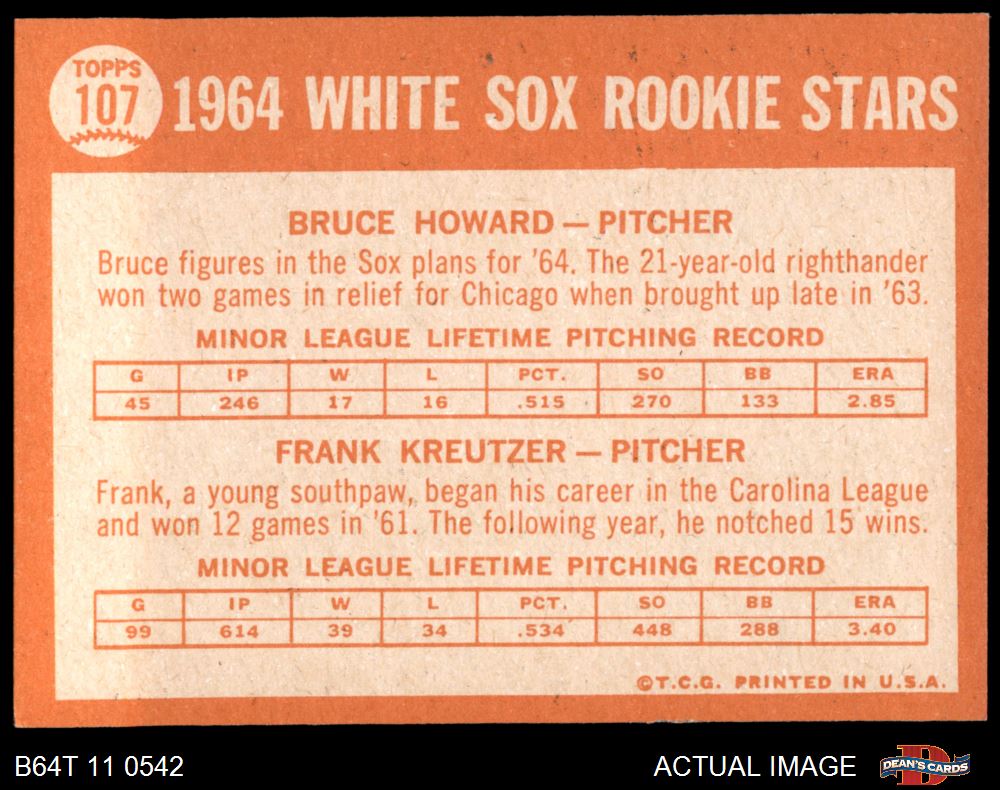 TOPPS
107
1964 WHITE SOX ROOKIE STARS
BRUCE HOWARD — PITCHER
Bruce figures in the Sox plans for '64. The 21-year-old righthander
won two games in relief for Chicago when brought up late in '63.
MINOR LEAGUE LIFETIME PITCHING RECORD
G IP W L PCT. SO BB ERA
45 246 17 16 .515 270 133 2.85
FRANK KREUTZER — PITCHER
Frank, a young southpaw, began his career in the Carolina League
and won 12 games in '61. The following year, he notched 15 wins.
MINOR LEAGUE LIFETIME PITCHING RECORD
G IP W L PCT. SO BB ERA
99 614 39 34 .534 448 288 3.40
©T.C.G. PRINTED IN U.S.A.
B64T 11 0542
ACTUAL IMAGE
DEAN'S CARDS